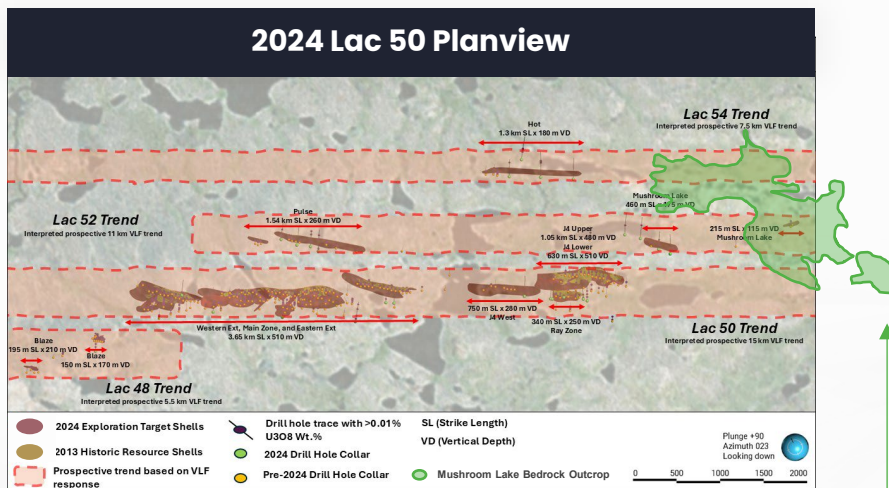 2024 Lac 50 Planview
Lac 54 Trend
Interpreted prospective 7.5 km VLF trend
Hot
1.3 km SL x 180 m VD
Mushroom Lake
460 m SL x 195 m VD
Lac 52 Trend
Interpreted prospective 11 km VLF trend
Pulse
1.54 km SL x 260 m VD
J4 Upper
1.05 km SL x 480 m VD
J4 Lower
630 m SL x 510 VD
215 m SL x 115 m VD
Mushroom Lake
750 m SL x 280 m VD
J4 West
340 m SL x 250 m VD
Ray Zone
Western Ext, Main Zone, and Eastern Ext
3.65 km SL x 510 m VD
Lac 50 Trend
Interpreted prospective 15 km VLF trend
Blaze
195 m SL x 210 m VD
Blaze
150 m SL x 170 m VD
Lac 48 Trend
Interpreted prospective 5.5 km VLF trend
2024 Exploration Target Shells
2013 Historic Resource Shells
Prospective trend based on VLF
response
Drill hole trace with >0.01%
U3O8 Wt.%
2024 Drill Hole Collar
Pre-2024 Drill Hole Collar
SL (Strike Length)
VD (Vertical Depth)
Mushroom Lake Bedrock Outcrop
Plunge +90
Azimuth 023
Looking down
0 500 1000 1500 2000